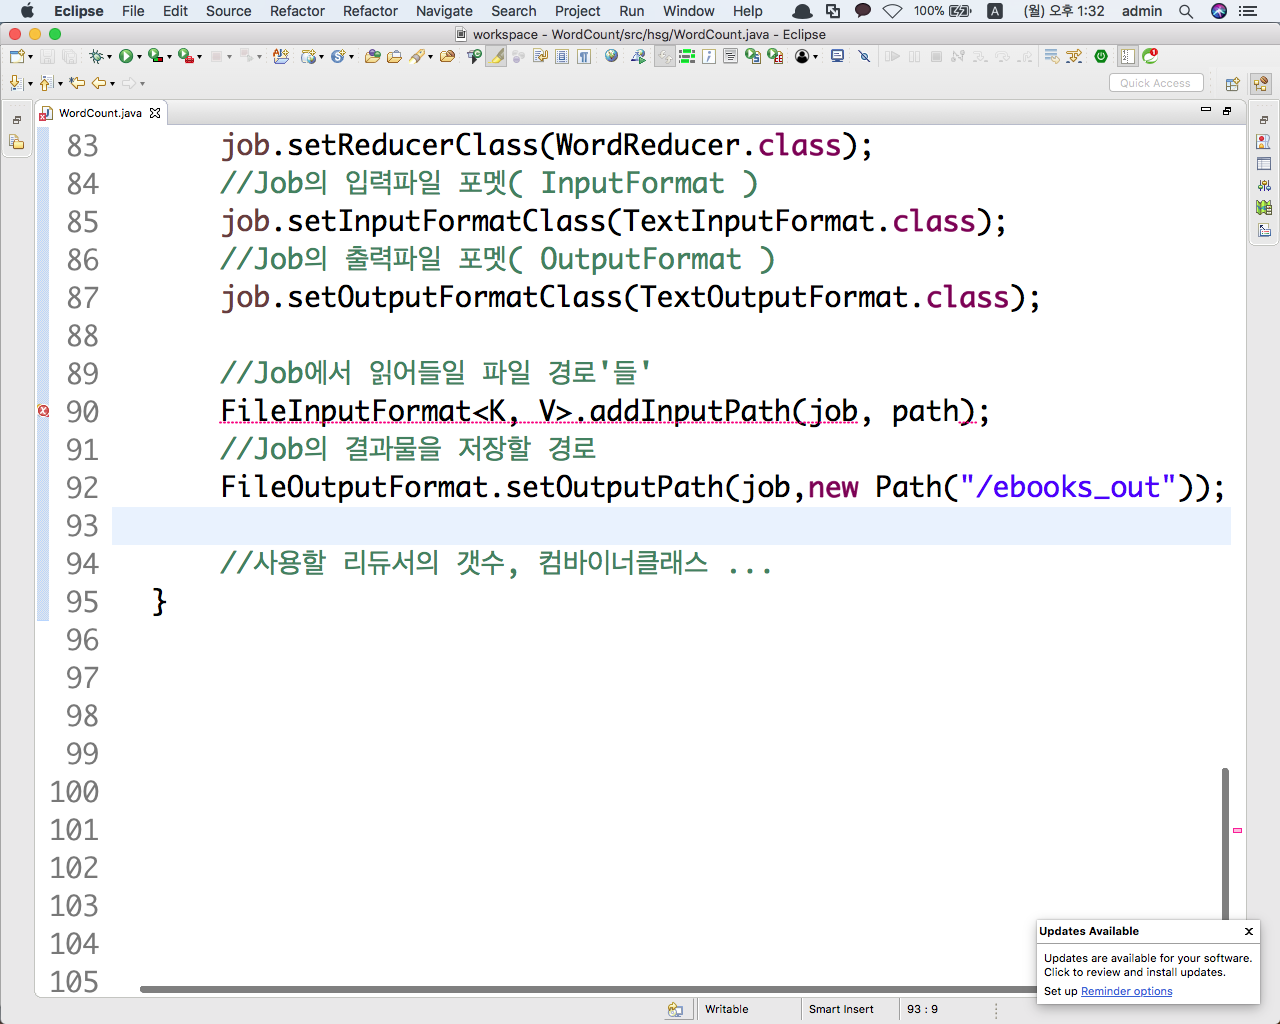 Eclipse File Edit Source Refactor Refactor Navigate Search Project Run Window Help 100% A (월) 오후 1:32 admin
workspace - WordCount/src/hsg/WordCount.java - Eclipse
Quick Access
WordCount.java
83 job.setReducerClass(WordReducer.class);
84 //Job의 입력파일 포멧( InputFormat )
85 job.setInputFormatClass(TextInputFormat.class);
86 //Job의 출력파일 포멧( OutputFormat )
87 job.setOutputFormatClass(TextOutputFormat.class);
88
89 //Job에서 읽어들일 파일 경로'들'
90 FileInputFormat<K, V>.addInputPath(job, path);
91 //Job의 결과물을 저장할 경로
92 FileOutputFormat.setOutputPath(job,new Path("/ebooks_out"));
93
94 //사용할 리듀서의 갯수, 컴바이너클래스 ...
95 }
96
97
98
99
100
101
102
103
104
105
Updates Available
Updates are available for your software.
Click to review and install updates.
Set up Reminder options
Writable Smart Insert 93 : 9